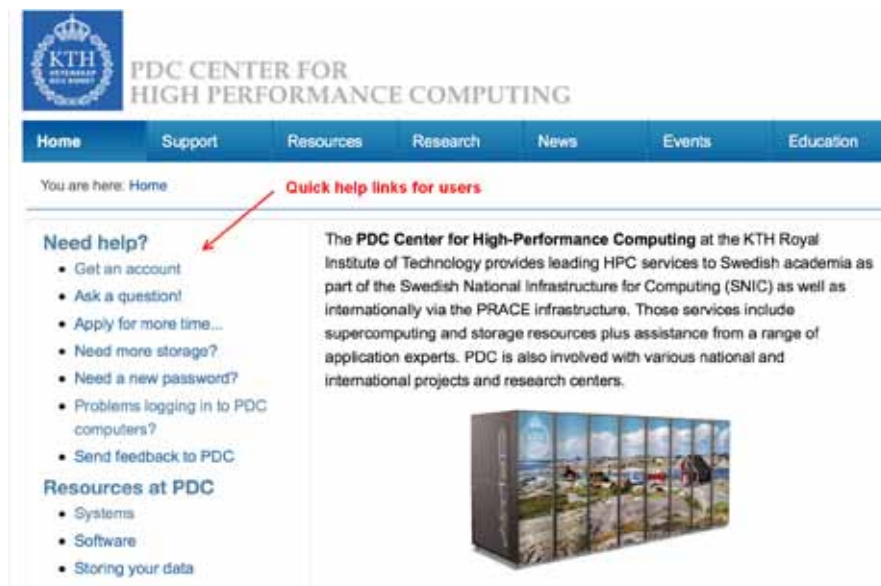 KTH
PDC CENTER FOR
HIGH PERFORMANCE COMPUTING
Home Support Resources Research News Events Education
You are here: Home
Quick help links for users
Need help?
• Get an account
• Ask a question!
• Apply for more time...
• Need more storage?
• Need a new password?
• Problems logging in to PDC
computers?
• Send feedback to PDC
Resources at PDC
• Systems
• Software
• Storing your data
The PDC Center for High-Performance Computing at the KTH Royal
Institute of Technology provides leading HPC services to Swedish academia as
part of the Swedish National Infrastructure for Computing (SNIC) as well as
internationally via the PRACE infrastructure. Those services include
supercomputing and storage resources plus assistance from a range of
application experts. PDC is also involved with various national and
international projects and research centers.